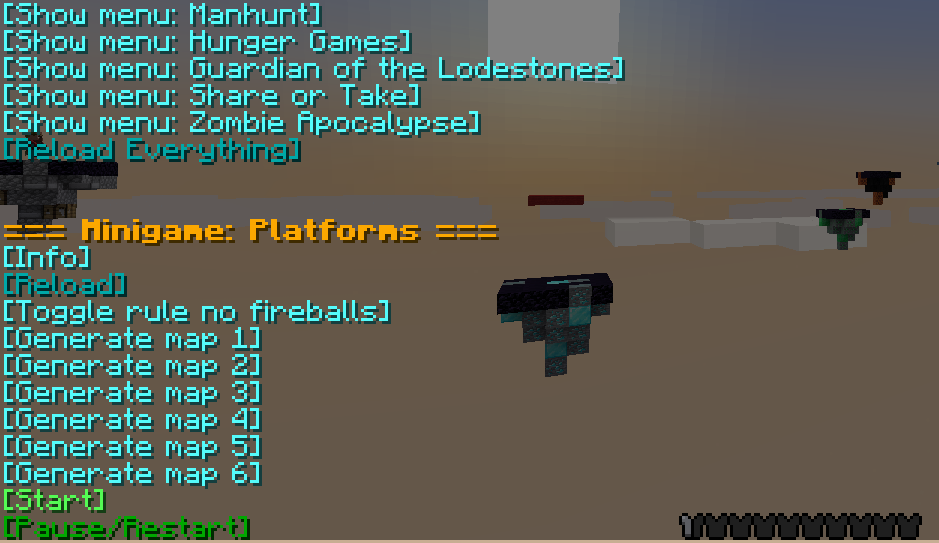 [Show menu: Manhunt]
[Show menu: Hunger Games]
[Show menu: Guardian of the Lodestones]
[Show menu: Share or Take]
[Show menu: Zombie Apocalypse]
[Reload Everything]
=== Minigame: Platforms ===
[Info]
[Reload]
[Toggle rule no fireballs]
[Generate map 1]
[Generate map 2]
[Generate map 3]
[Generate map 4]
[Generate map 5]
[Generate map 6]
[Start]
[Pause/Restart]